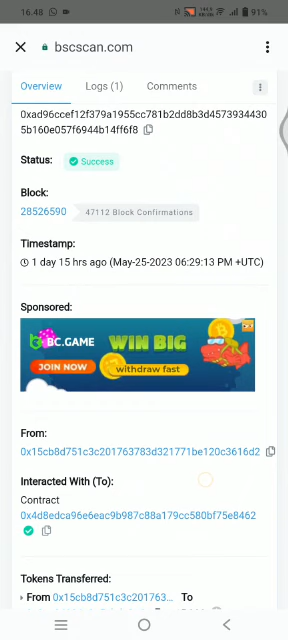 16.48
91%
bscscan.com
Overview Logs (1) Comments
0xad96ccef12f379a1955cc781b2dd8b3d4573934430
5b160e057f6944b14ff6f8
Status:
Success
Block:
28526590 47112 Block Confirmations
Timestamp:
1 day 15 hrs ago (May-25-2023 06:29:13 PM +UTC)
Sponsored:
BC.GAME WIN BIG
JOIN NOW withdraw fast
From:
0x15cb8d751c3c201763783d321771be120c3616d2
Interacted With (To):
Contract
0x4d8edca96e6eac9b987c88a179cc580bf75e8462
Tokens Transferred:
From 0x15cb8d751c3c201763... To